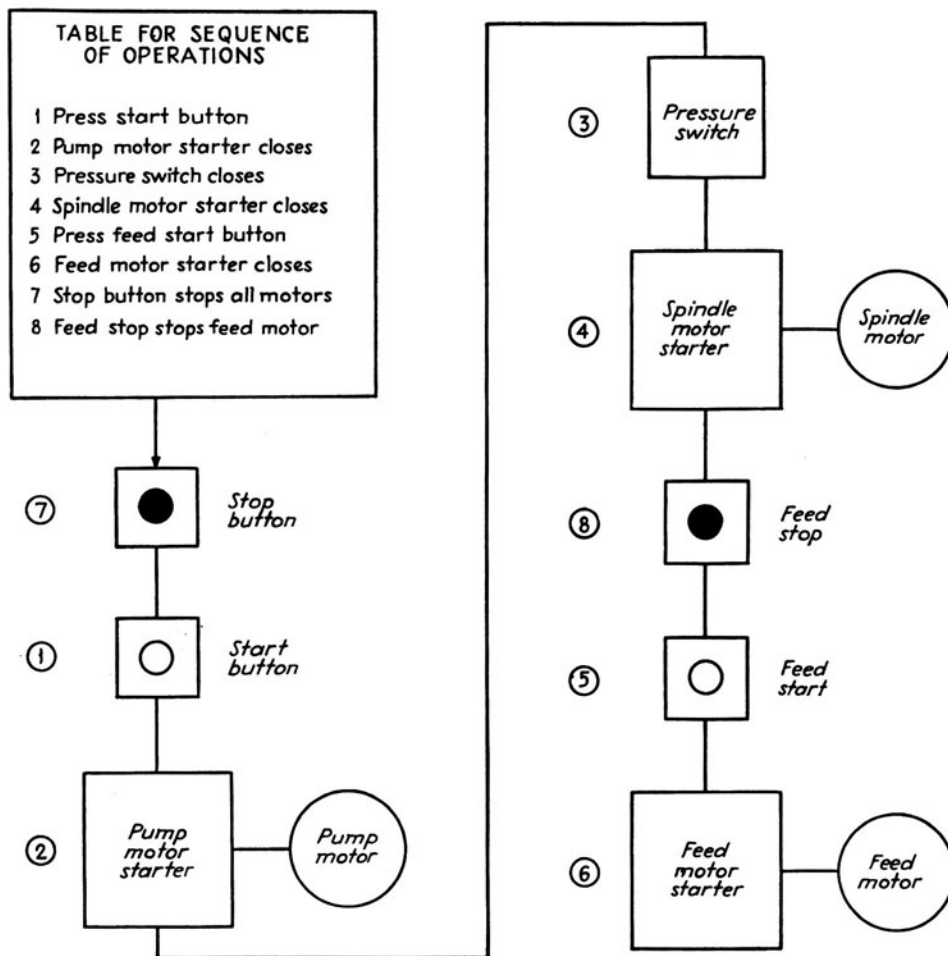 TABLE FOR SEQUENCE
OF OPERATIONS
1 Press start button
2 Pump motor starter closes
3 Pressure switch closes
4 Spindle motor starter closes
5 Press feed start button
6 Feed motor starter closes
7 Stop button stops all motors
8 Feed stop stops feed motor
7
Stop
button
1
Start
button
2
Pump
motor
starter
Pump
motor
3
Pressure
switch
4
Spindle
motor
starter
Spindle
motor
8
Feed
stop
5
Feed
start
6
Feed
motor
starter
Feed
motor